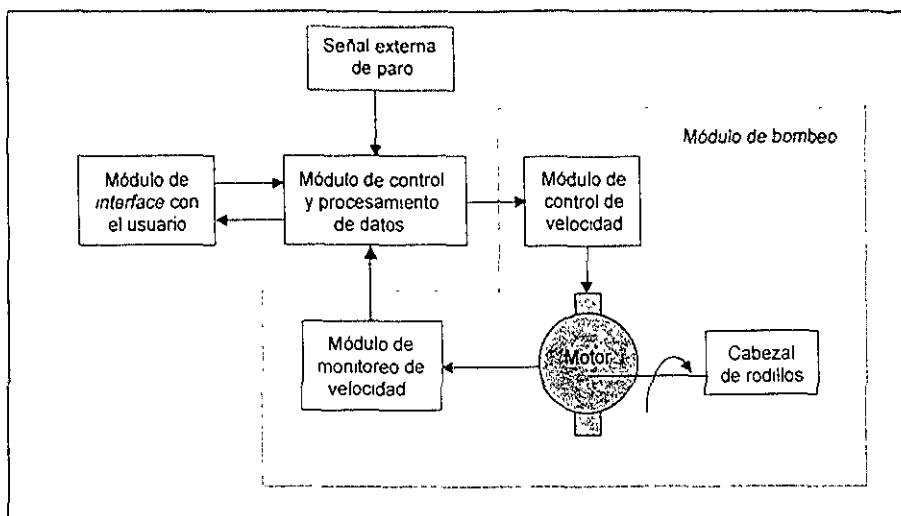 Señal externa
de paro
Módulo de bombeo
Módulo de
interface con
el usuario
Módulo de control
y procesamiento
de datos
Módulo de
control de
velocidad
Módulo de
monitoreo de
velocidad
Motor
Cabezal
de rodillos